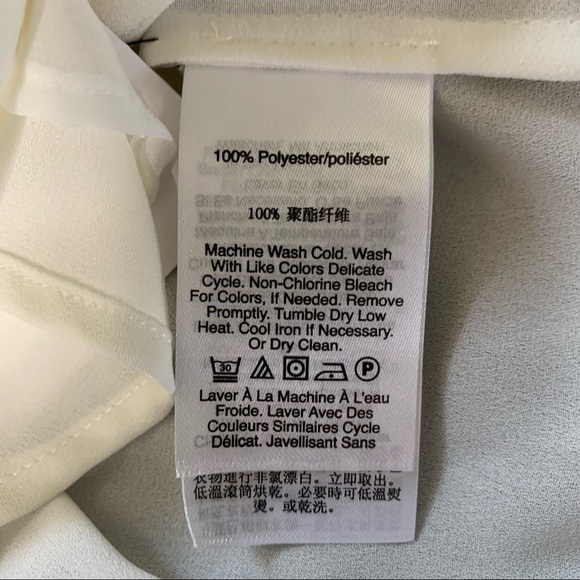 100% Polyester/poliéster
100% 聚酯纤维
Machine Wash Cold. Wash
With Like Colors Delicate
Cycle. Non-Chlorine Bleach
For Colors, If Needed. Remove
Promptly. Tumble Dry Low
Heat. Cool Iron If Necessary.
Or Dry Clean.
30 P
Laver À La Machine À L'eau
Froide. Laver Avec Des
Couleurs Similaires Cycle
Délicat. Javellisant Sans
衣物進行非氯漂白。立即取出。
低溫滾筒烘乾。必要時可低溫熨
燙。或乾洗。